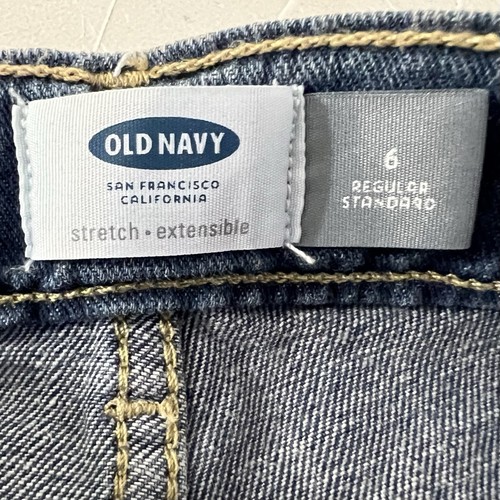 OLD NAVY
SAN FRANCISCO
CALIFORNIA
stretch • extensible
6
REGULAR
STANDARD